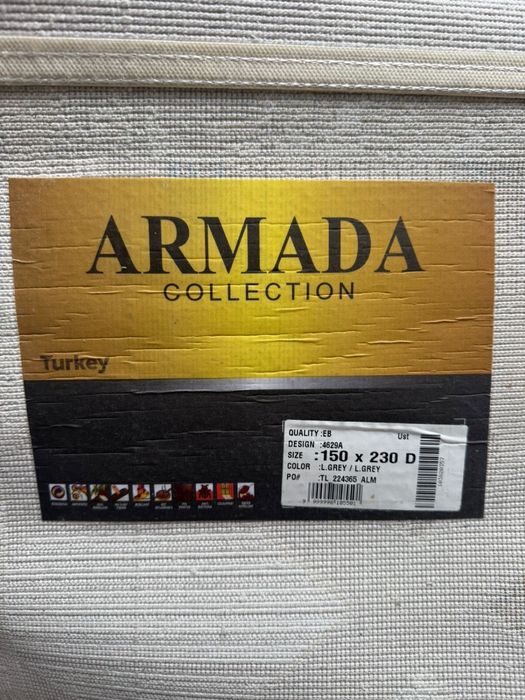 ARMADA
COLLECTION
Turkey
QUALITY :EB Ust
DESIGN :4629A
SIZE :150 x 230 D
COLOR :L.GREY / L.GREY
PO# :TL 224365 ALM